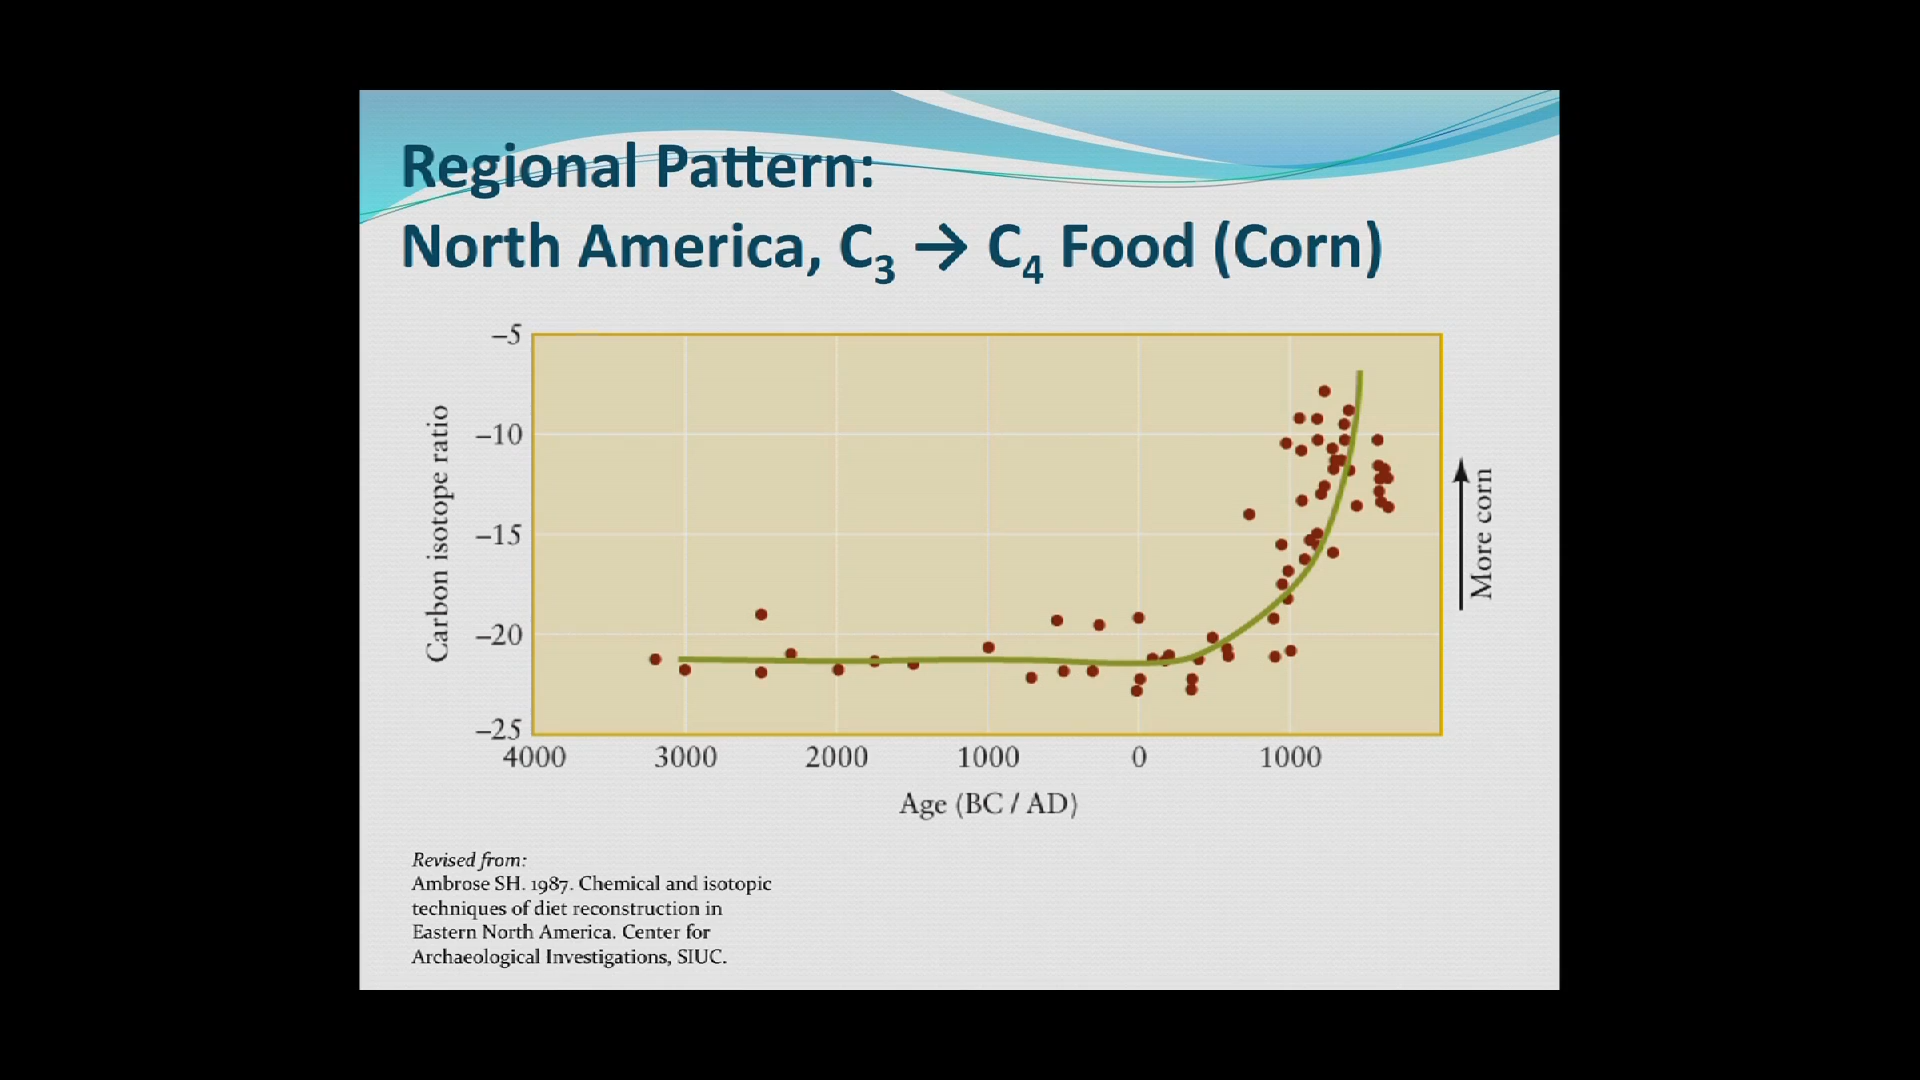 Regional Pattern:
North America, C₃ → C₄ Food (Corn)
–5
–10
–15
–20
–25
Carbon isotope ratio
4000 3000 2000 1000 0 1000
Age (BC / AD)
More corn
Revised from:
Ambrose SH. 1987. Chemical and isotopic
techniques of diet reconstruction in
Eastern North America. Center for
Archaeological Investigations, SIUC.